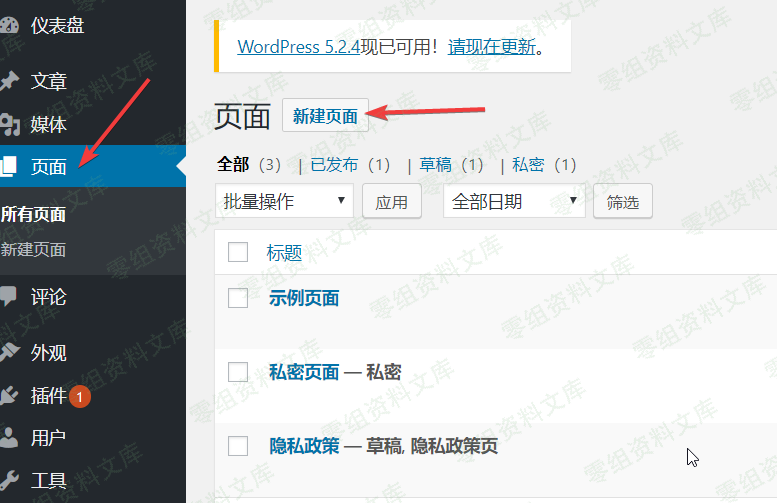 仪表盘
文章
媒体
页面
所有页面
新建页面
评论
外观
插件 1
用户
工具
WordPress 5.2.4现已可用！请现在更新。
页面 新建页面
全部（3） | 已发布（1） | 草稿（1） | 私密（1）
批量操作 应用 全部日期 筛选
标题
示例页面
私密页面 — 私密
隐私政策 — 草稿, 隐私政策页
零组资料文库